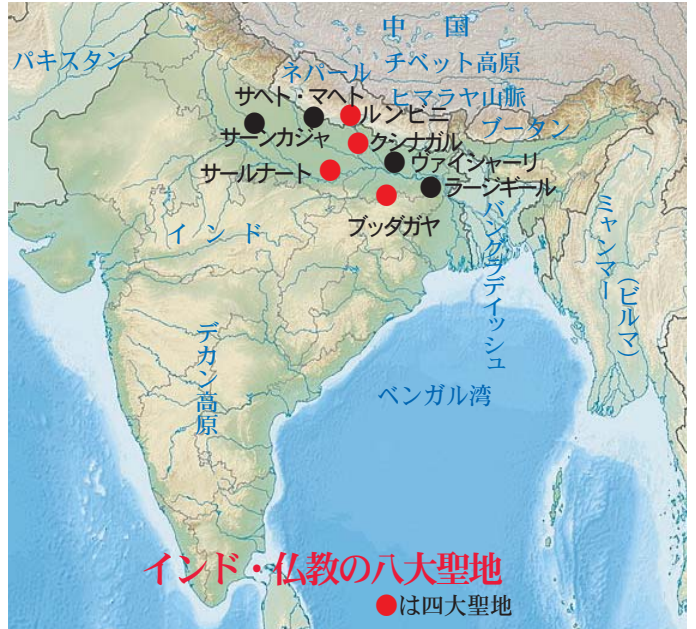 中　国
パキスタン
ネパール
チベット高原
サヘト・マヘト
ヒマラヤ山脈
ルンビニ
ブータン
サーンカジャ
クシナガル
ヴァイシャーリ
サールナート
ラージギール
ブッダガヤ
インド
バングラデイッシュ
ミャンマー
（ビルマ）
デカン高原
ベンガル湾
インド・仏教の八大聖地
●は四大聖地